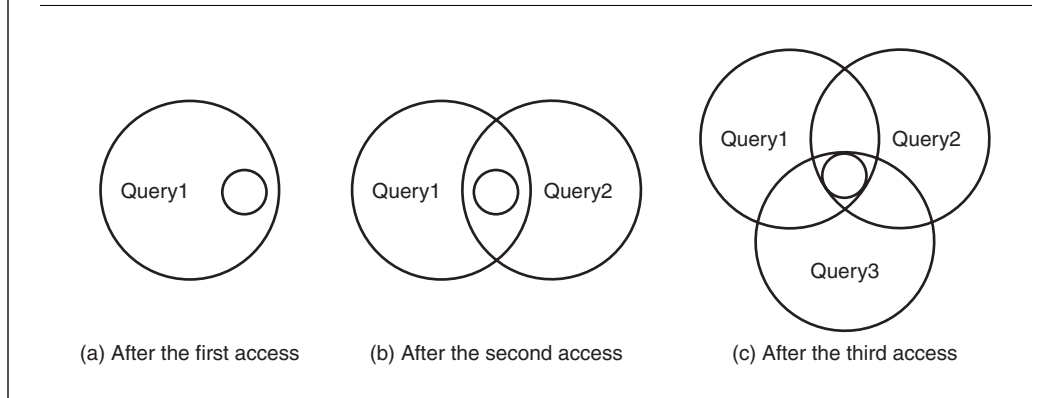 Query1
Query1
Query2
Query1
Query2
Query3
(a) After the first access
(b) After the second access
(c) After the third access